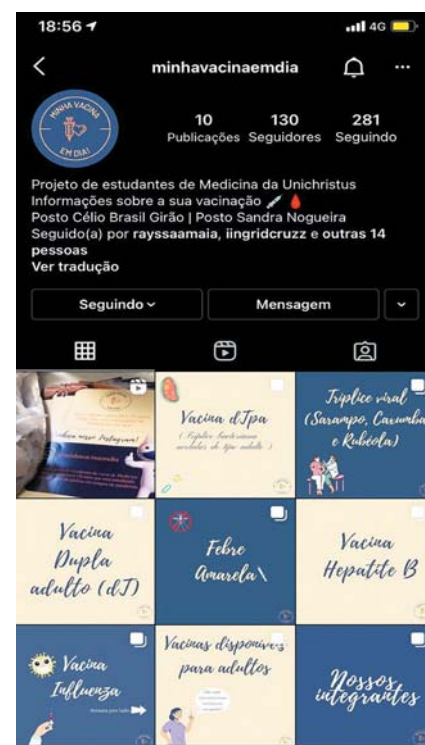 18:56
4G
minhavacinaemdia
MINHA VACINA
EM DIA!
10 130 281
Publicações Seguidores Seguindo
Projeto de estudantes de Medicina da Unichristus
Informações sobre a sua vacinação
Posto Célio Brasil Girão | Posto Sandra Nogueira
Seguido(a) por rayssaamaia, iingridcruzz e outras 14
pessoas
Ver tradução
Seguindo
Mensagem
nosso Instagram!
Vacina dTpa
Tríplice viral
(Sarampo, Caxumba
e Rubéola)
Vacina
Dupla
adulto (dT)
Febre
Amarela\
Vacina
Hepatite B
Vacina
Influenza
Vacinas disponíveis
para adultos
Nossos
integrantes